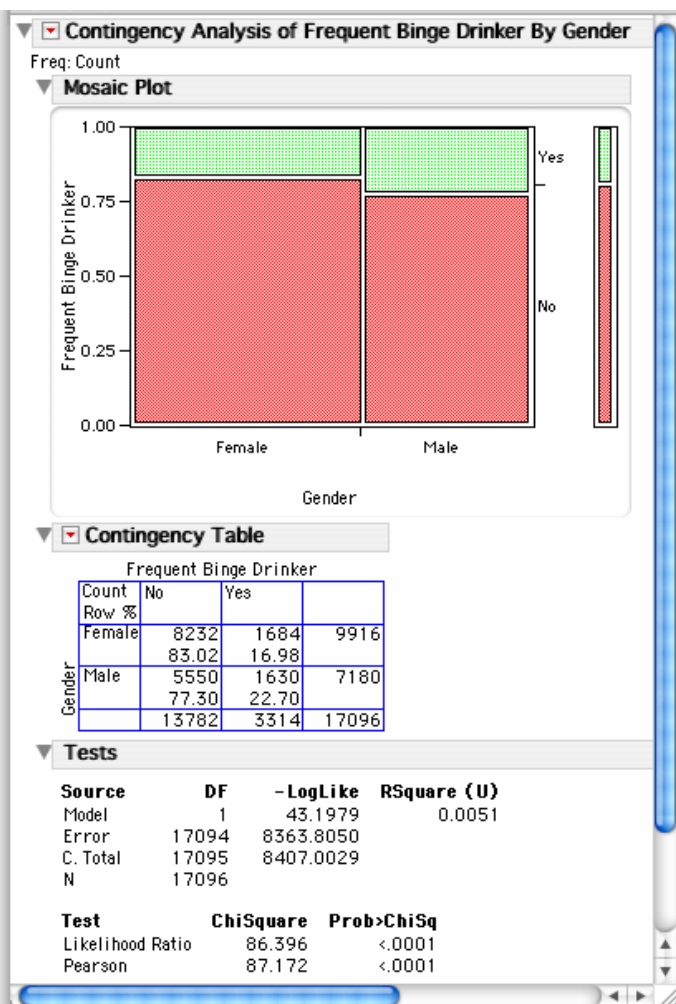 Contingency Analysis of Frequent Binge Drinker By Gender
Freq: Count
Mosaic Plot
1.00
0.75
0.50
0.25
0.00
Frequent Binge Drinker
Yes
No
Female Male
Gender
Contingency Table
Frequent Binge Drinker
Count No Yes
Row %
Gender
Female 8232 1684 9916
83.02 16.98
Male 5550 1630 7180
77.30 22.70
13782 3314 17096
Tests
Source DF -LogLike RSquare (U)
Model 1 43.1979 0.0051
Error 17094 8363.8050
C. Total 17095 8407.0029
N 17096
Test ChiSquare Prob>ChiSq
Likelihood Ratio 86.396 <.0001
Pearson 87.172 <.0001